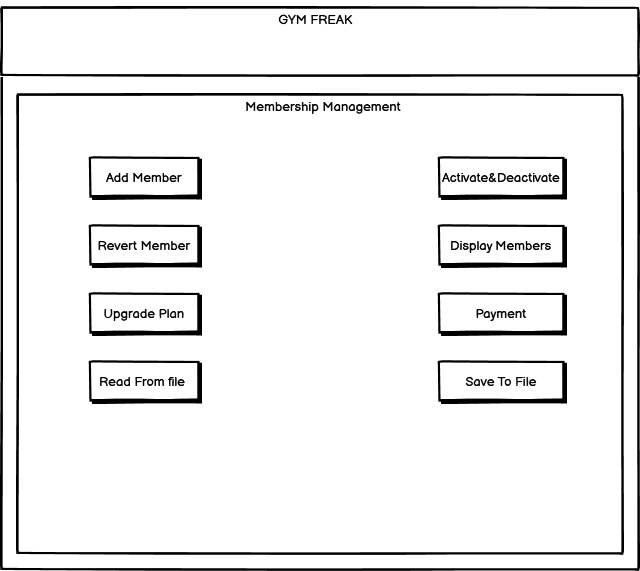 GYM FREAK
Membership Management
Add Member
Activate&Deactivate
Revert Member
Display Members
Upgrade Plan
Payment
Read From file
Save To File